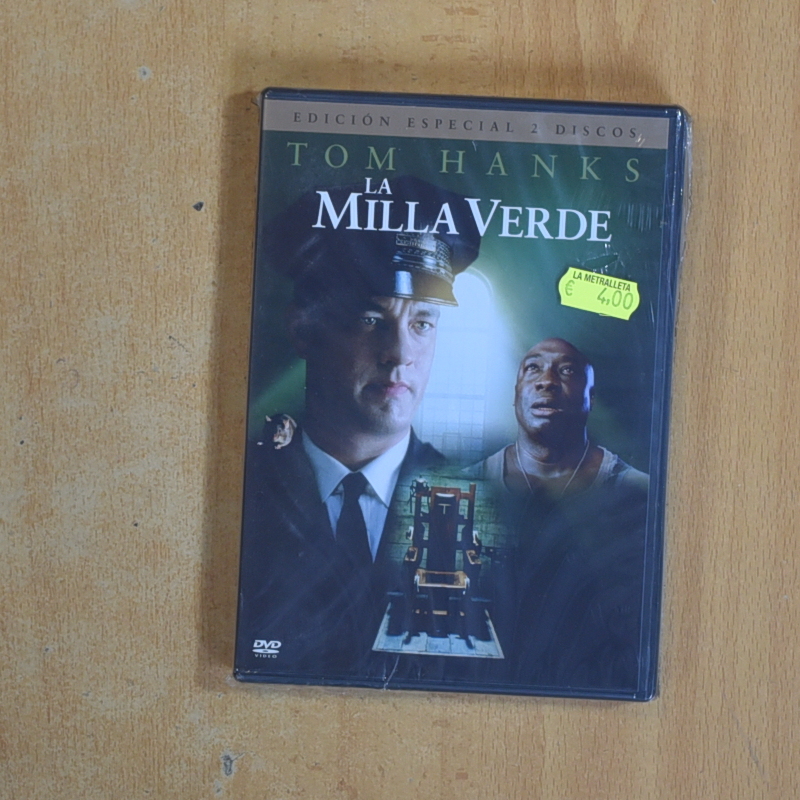 EDICIÓN ESPECIAL 2 DISCOS
TOM HANKS
LA
MILLA VERDE
LA METRALLETA
€ 4,00
DVD
VIDEO